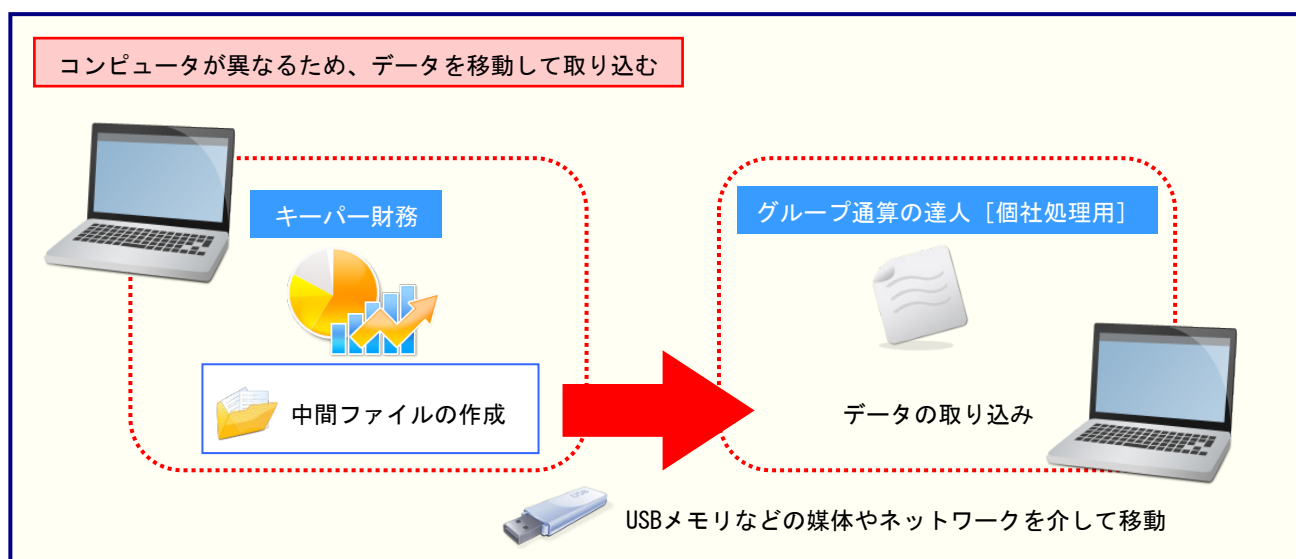 コンピュータが異なるため、データを移動して取り込む
キーパー財務
グループ通算の達人［個社処理用］
中間ファイルの作成
データの取り込み
USB
USBメモリなどの媒体やネットワークを介して移動